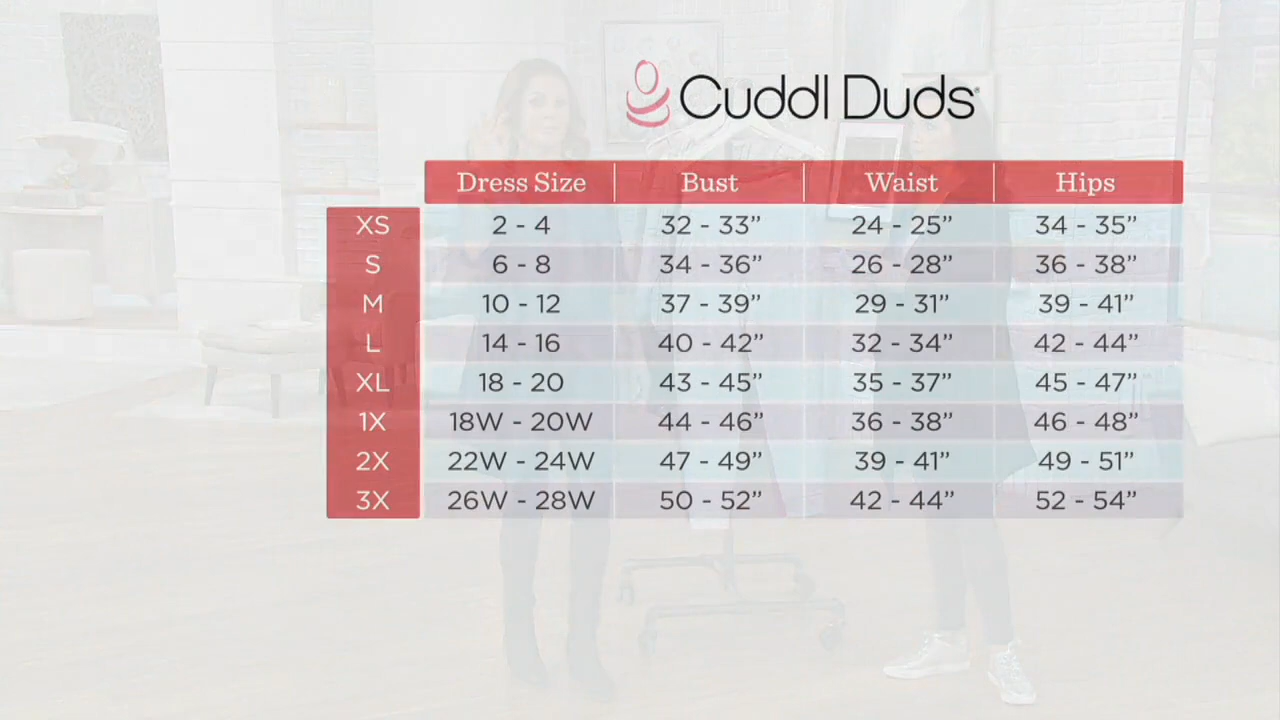 Cuddl Duds®
Dress Size Bust Waist Hips
XS 2 - 4 32 - 33” 24 - 25” 34 - 35”
S 6 - 8 34 - 36” 26 - 28” 36 - 38”
M 10 - 12 37 - 39” 29 - 31” 39 - 41”
L 14 - 16 40 - 42” 32 - 34” 42 - 44”
XL 18 - 20 43 - 45” 35 - 37” 45 - 47”
1X 18W - 20W 44 - 46” 36 - 38” 46 - 48”
2X 22W - 24W 47 - 49” 39 - 41” 49 - 51”
3X 26W - 28W 50 - 52” 42 - 44” 52 - 54”